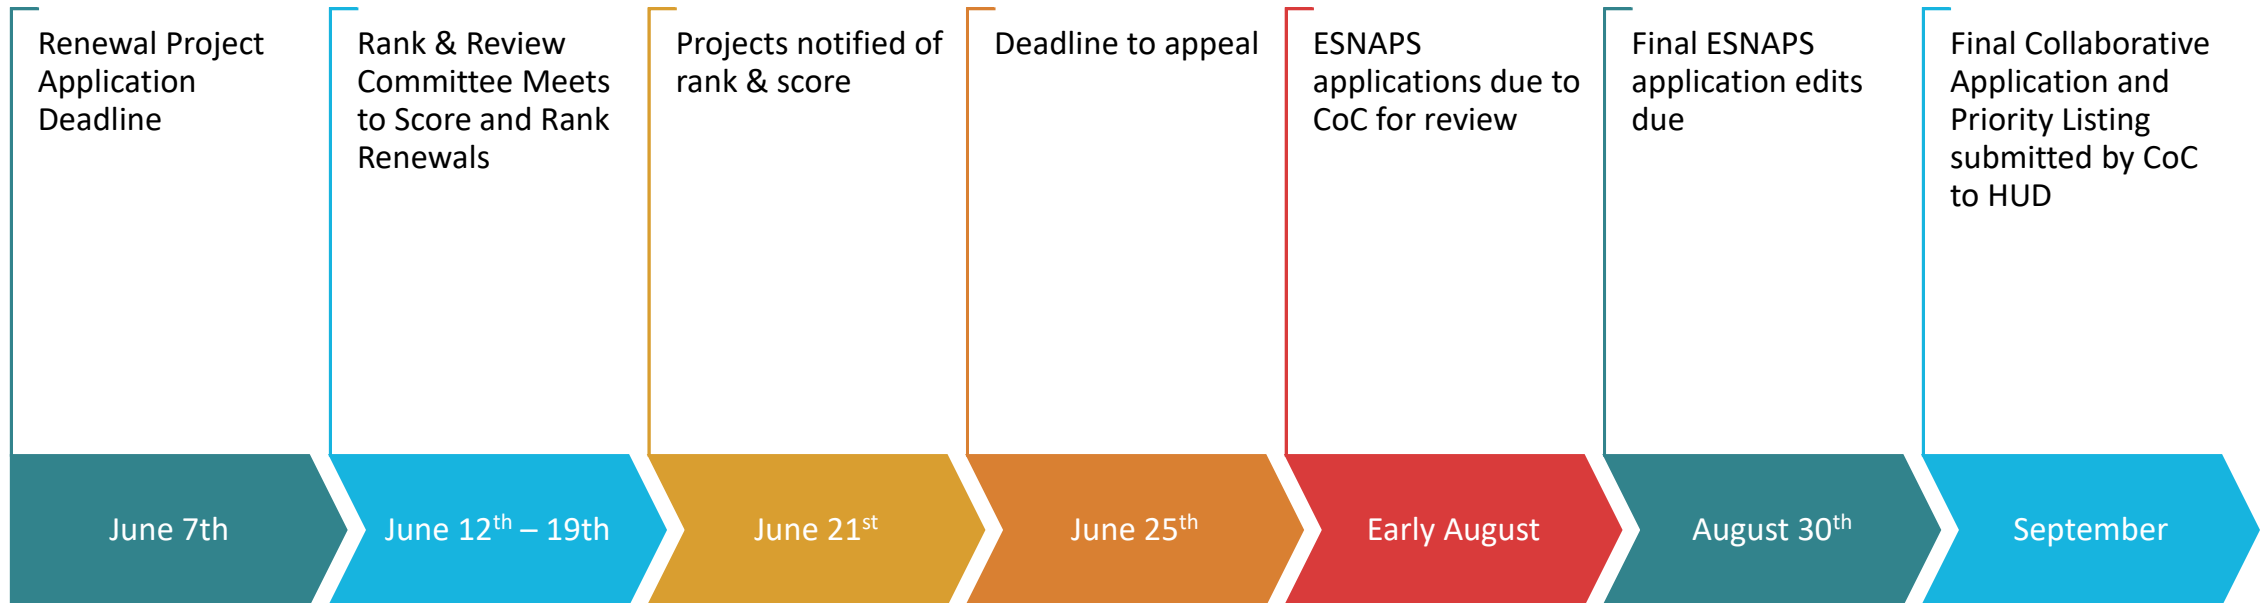 Renewal Project
Application
Deadline
Rank & Review
Committee Meets
to Score and Rank
Renewals
Projects notified of
rank & score
Deadline to appeal
ESNAPS
applications due to
CoC for review
Final ESNAPS
application edits
due
Final Collaborative
Application and
Priority Listing
submitted by CoC
to HUD
June 7th
June 12th – 19th
June 21st
June 25th
Early August
August 30th
September